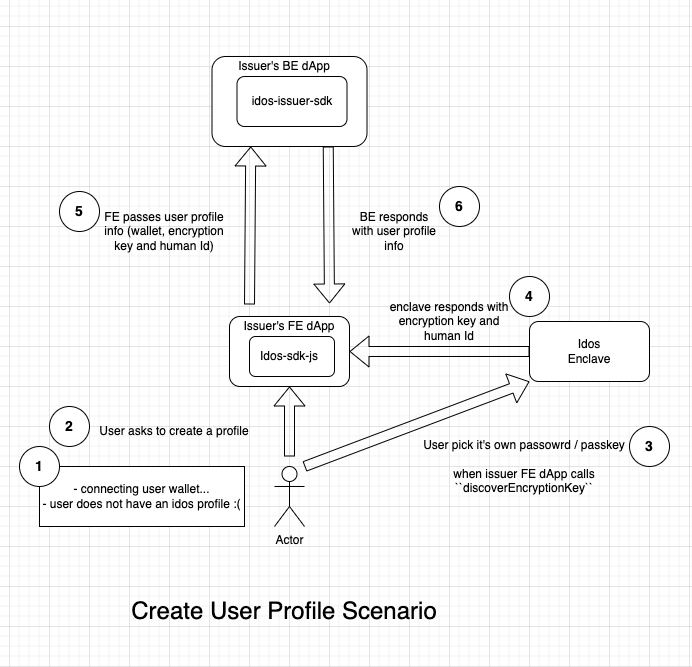 Issuer's BE dApp
idos-issuer-sdk
5
FE passes user profile
info (wallet, encryption
key and human Id)
6
BE responds
with user profile
info
4
enclave responds with
encryption key and
human Id
Issuer's FE dApp
Idos-sdk-js
Idos
Enclave
2
User asks to create a profile
3
User pick it's own passowrd / passkey
when issuer FE dApp calls
``discoverEncryptionKey``
1
- connecting user wallet...
- user does not have an idos profile :(
Actor
Create User Profile Scenario